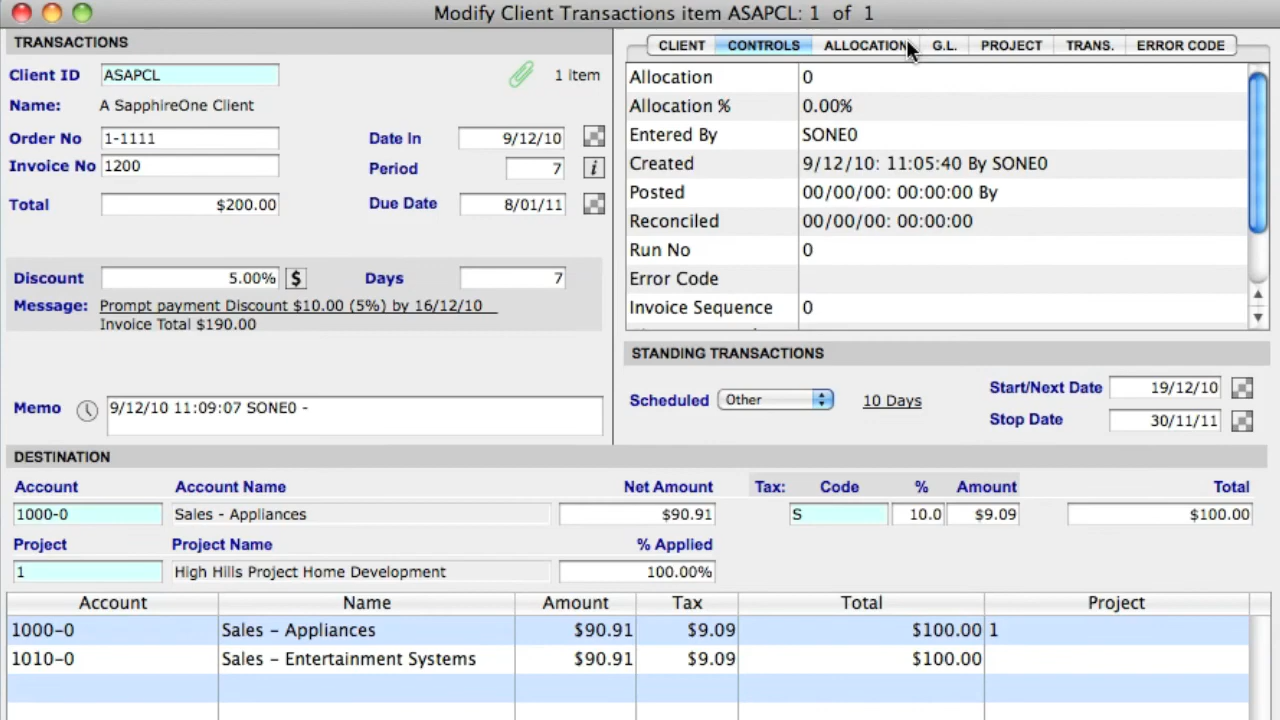 Modify Client Transactions item ASAPCL: 1 of 1
TRANSACTIONS
Client ID ASAPCL 1 item
Name: A SapphireOne Client
Order No 1-1111 Date In 9/12/10
Invoice No 1200 Period 7 i
Total $200.00 Due Date 8/01/11
Discount 5.00% $ Days 7
Message: Prompt payment Discount $10.00 (5%) by 16/12/10
Invoice Total $190.00
Memo 9/12/10 11:09:07 SONE0 -
CLIENT CONTROLS ALLOCATION G.L. PROJECT TRANS. ERROR CODE
Allocation 0
Allocation % 0.00%
Entered By SONE0
Created 9/12/10: 11:05:40 By SONE0
Posted 00/00/00: 00:00:00 By
Reconciled 00/00/00: 00:00:00
Run No 0
Error Code
Invoice Sequence 0
STANDING TRANSACTIONS
Scheduled Other 10 Days Start/Next Date 19/12/10
Stop Date 30/11/11
DESTINATION
Account Account Name Net Amount Tax: Code % Amount Total
1000-0 Sales - Appliances $90.91 S 10.0 $9.09 $100.00
Project Project Name % Applied
1 High Hills Project Home Development 100.00%
Account Name Amount Tax Total Project
1000-0 Sales - Appliances $90.91 $9.09 $100.00 1
1010-0 Sales - Entertainment Systems $90.91 $9.09 $100.00